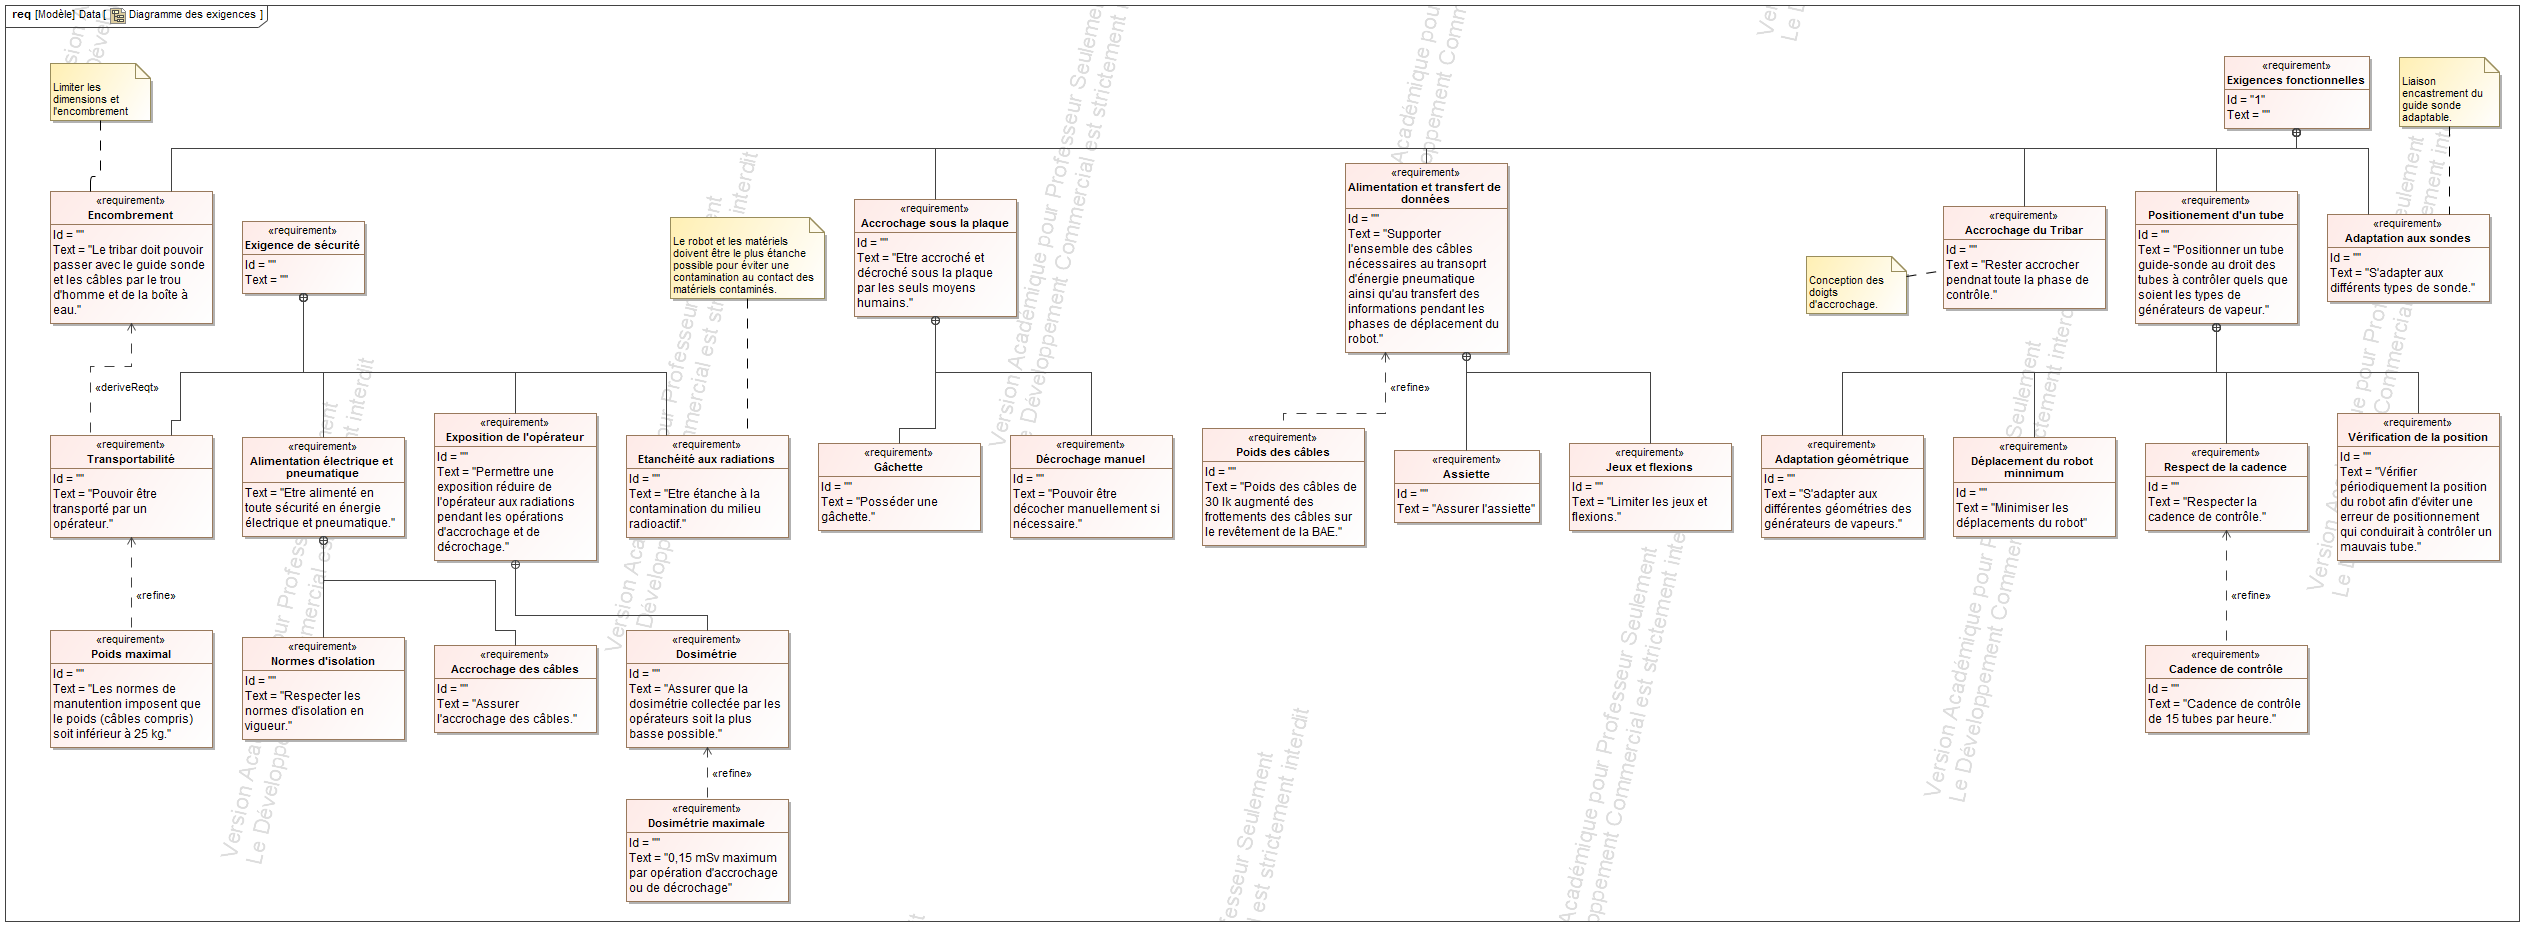 req [Modèle] Data [ Diagramme des exigences ]
Limiter les
dimensions et
l'encombrement
«requirement»
Exigences fonctionnelles
Id = "1"
Text = ""
Liaison
encastrement du
guide sonde
adaptable.
«requirement»
Encombrement
Id = ""
Text = "Le tribar doit pouvoir
passer avec le guide sonde
et les câbles par le trou
d'homme et de la boîte à
eau."
«requirement»
Exigence de sécurité
Id = ""
Text = ""
Le robot et les matériels
doivent être le plus étanche
possible pour éviter une
contamination au contact des
matériels contaminés.
«requirement»
Accrochage sous la plaque
Id = ""
Text = "Etre accroché et
décroché sous la plaque
par les seuls moyens
humains."
«requirement»
Alimentation et transfert de
données
Id = ""
Text = "Supporter
l'ensemble des câbles
nécessaires au transoprt
d'énergie pneumatique
ainsi qu'au transfert des
informations pendant les
phases de déplacement du
robot."
Conception des
doigts
d'accrochage.
«requirement»
Accrochage du Tribar
Id = ""
Text = "Rester accrocher
pendnat toute la phase de
contrôle."
«requirement»
Positionement d'un tube
Id = ""
Text = "Positionner un tube
guide-sonde au droit des
tubes à contrôler quels que
soient les types de
générateurs de vapeur."
«requirement»
Adaptation aux sondes
Id = ""
Text = "S'adapter aux
différents types de sonde."
«deriveReqt»
«refine»
«requirement»
Transportabilité
Id = ""
Text = "Pouvoir être
transporté par un
opérateur."
«requirement»
Alimentation électrique et
pneumatique
Text = "Etre alimenté en
toute sécurité en énergie
électrique et pneumatique."
«requirement»
Exposition de l'opérateur
Id = ""
Text = "Permettre une
exposition réduire de
l'opérateur aux radiations
pendant les opérations
d'accrochage et de
décrochage."
«requirement»
Etanchéité aux radiations
Id = ""
Text = "Etre étanche à la
contamination du milieu
radioactif."
«requirement»
Gâchette
Id = ""
Text = "Posséder une
gâchette."
«requirement»
Décrochage manuel
Id = ""
Text = "Pouvoir être
décocher manuellement si
nécessaire."
«requirement»
Poids des câbles
Id = ""
Text = "Poids des câbles de
30 lk augmenté des
frottements des câbles sur
le revêtement de la BAE."
«requirement»
Assiette
Id = ""
Text = "Assurer l'assiette"
«requirement»
Jeux et flexions
Id = ""
Text = "Limiter les jeux et
flexions."
«requirement»
Adaptation géométrique
Id = ""
Text = "S'adapter aux
différentes géométries des
générateurs de vapeurs."
«requirement»
Déplacement du robot
minnimum
Id = ""
Text = "Minimiser les
déplacements du robot"
«requirement»
Respect de la cadence
Id = ""
Text = "Respecter la
cadence de contrôle."
«requirement»
Vérification de la position
Id = ""
Text = "Vérifier
périodiquement la position
du robot afin d'éviter une
erreur de positionnement
qui conduirait à contrôler un
mauvais tube."
«refine»
«refine»
«requirement»
Poids maximal
Id = ""
Text = "Les normes de
manutention imposent que
le poids (câbles compris)
soit inférieur à 25 kg."
«requirement»
Normes d'isolation
Id = ""
Text = "Respecter les
normes d'isolation en
vigueur."
«requirement»
Accrochage des câbles
Id = ""
Text = "Assurer
l'accrochage des câbles."
«requirement»
Dosimétrie
Id = ""
Text = "Assurer que la
dosimétrie collectée par les
opérateurs soit la plus
basse possible."
«requirement»
Cadence de contrôle
Id = ""
Text = "Cadence de contrôle
de 15 tubes par heure."
«refine»
«requirement»
Dosimétrie maximale
Id = ""
Text = "0,15 mSv maximum
par opération d'accrochage
ou de décrochage"
Version Académique pour Professeur Seulement
Le Développement Commercial est strictement interdit